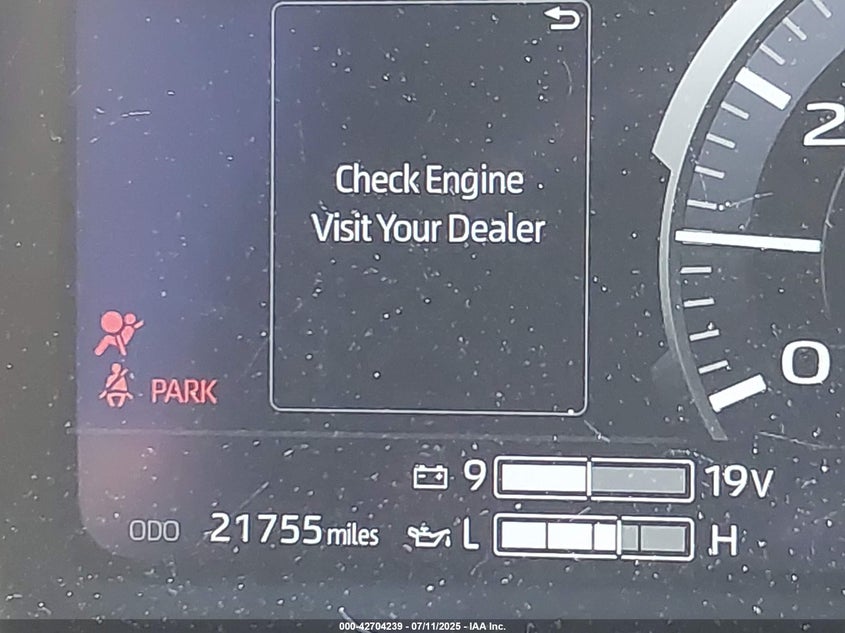 Check Engine
Visit Your Dealer
2
0
PARK
9 19V
ODO 21755 miles L H
000-42704239 - 07/11/2025 - IAA Inc.